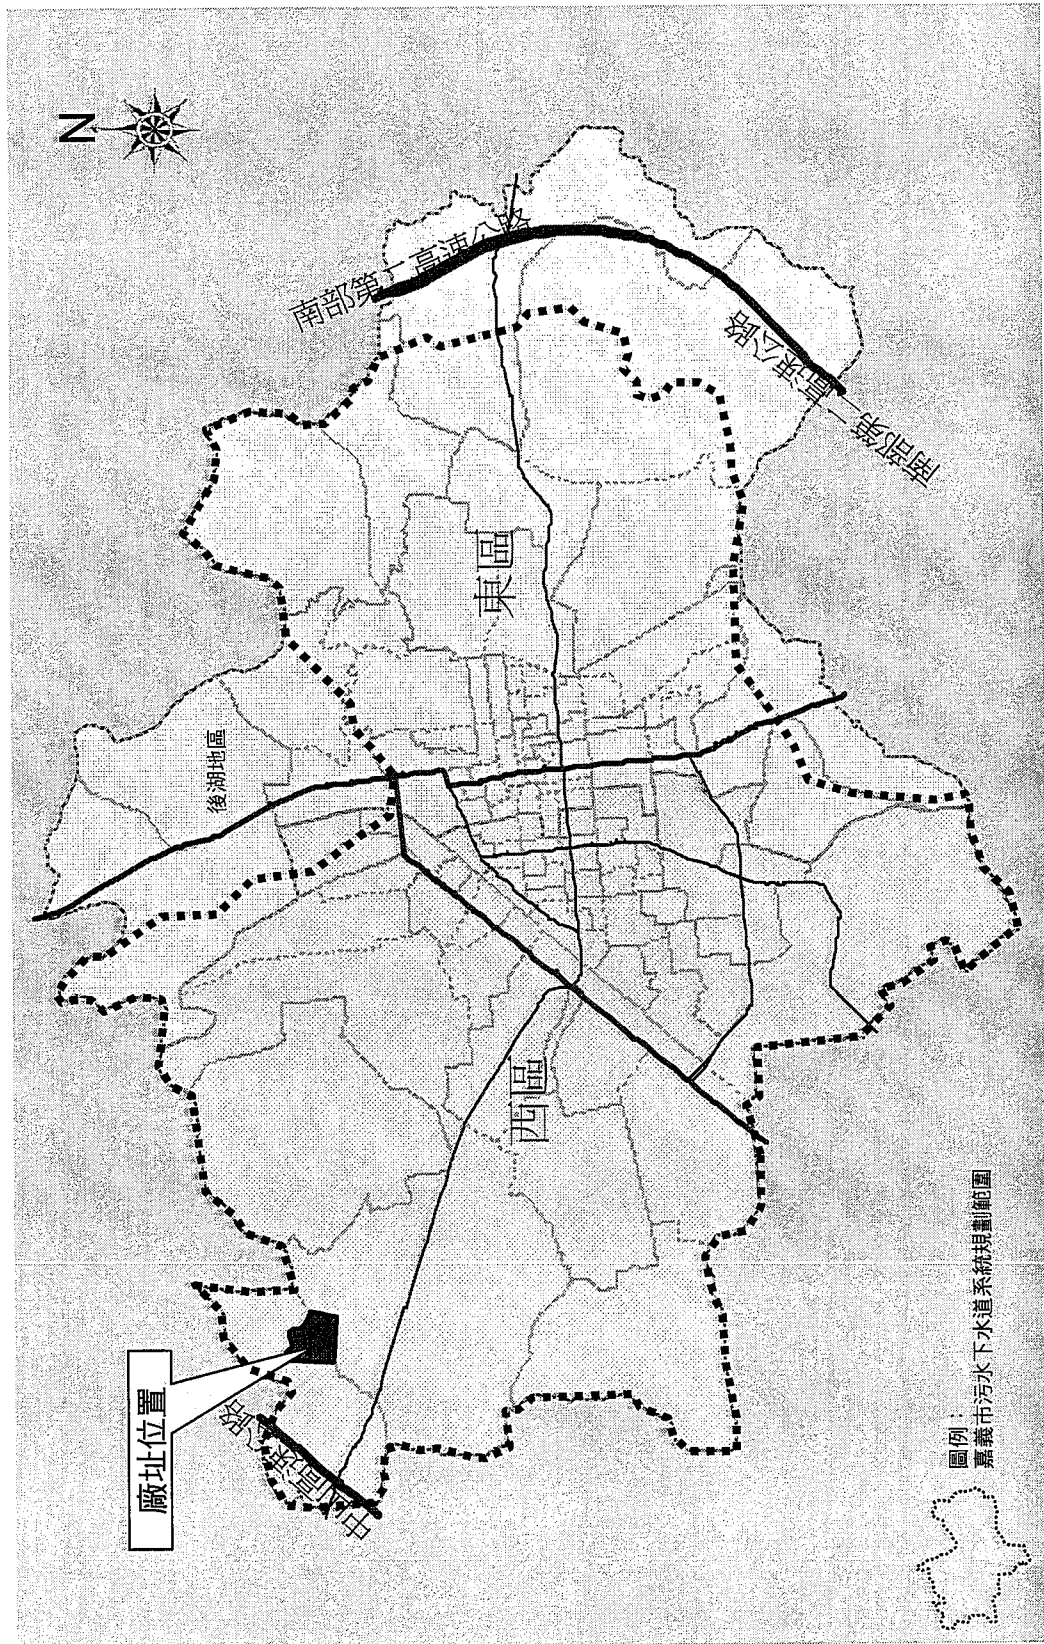 N
南部第二高速公路
南部第二高速公路
後湖地區
東區
西區
廠址位置
中山高速公路
圖例：
嘉義市污水下水道系統規劃範圍